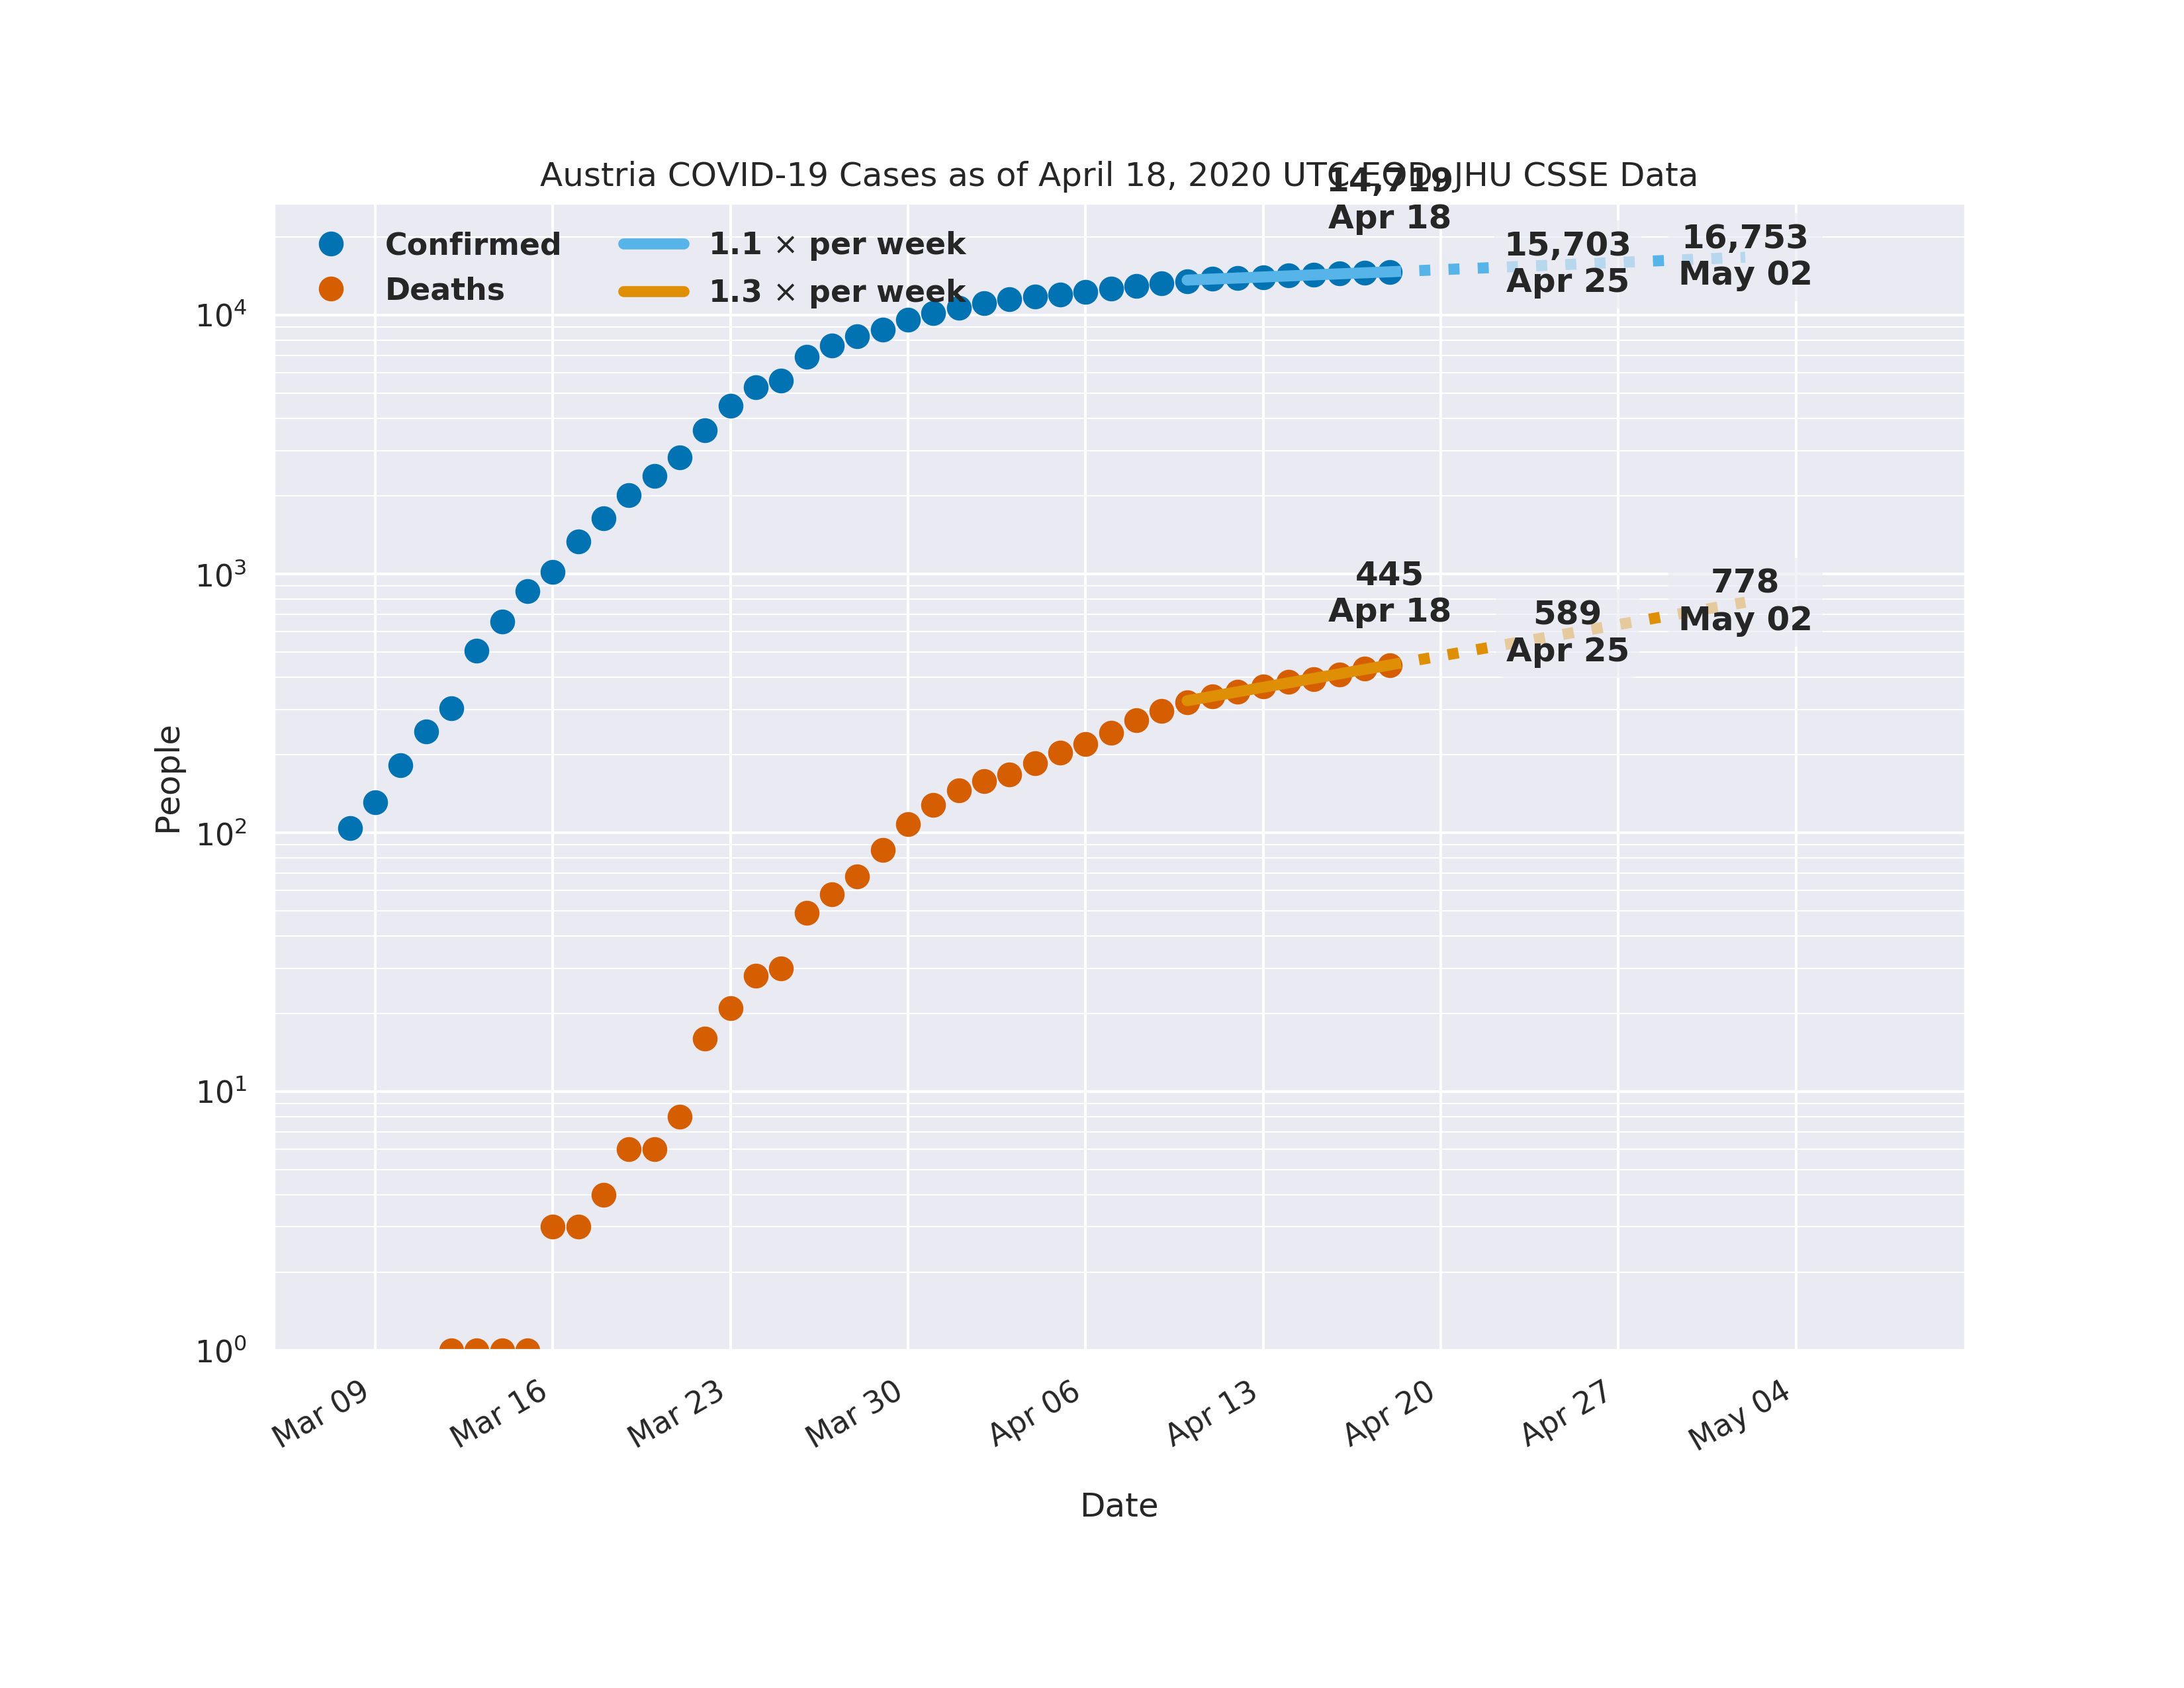 Austria COVID-19 Cases as of April 18, 2020 UTC EOD, JHU CSSE Data
14,719
Apr 18
Confirmed
Deaths
1.1 × per week
1.3 × per week
15,703
Apr 25
16,753
May 02
445
Apr 18
589
Apr 25
778
May 02
People
10⁴
10³
10²
10¹
10⁰
Mar 09
Mar 16
Mar 23
Mar 30
Apr 06
Apr 13
Apr 20
Apr 27
May 04
Date